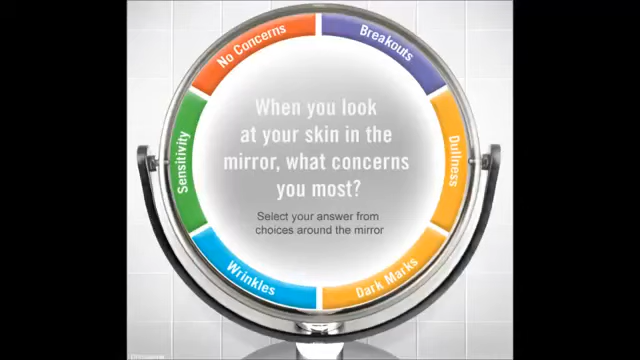 No Concerns
Breakouts
Sensitivity
When you look
at your skin in the
mirror, what concerns
you most?
Dullness
Select your answer from
choices around the mirror
Wrinkles
Dark Marks